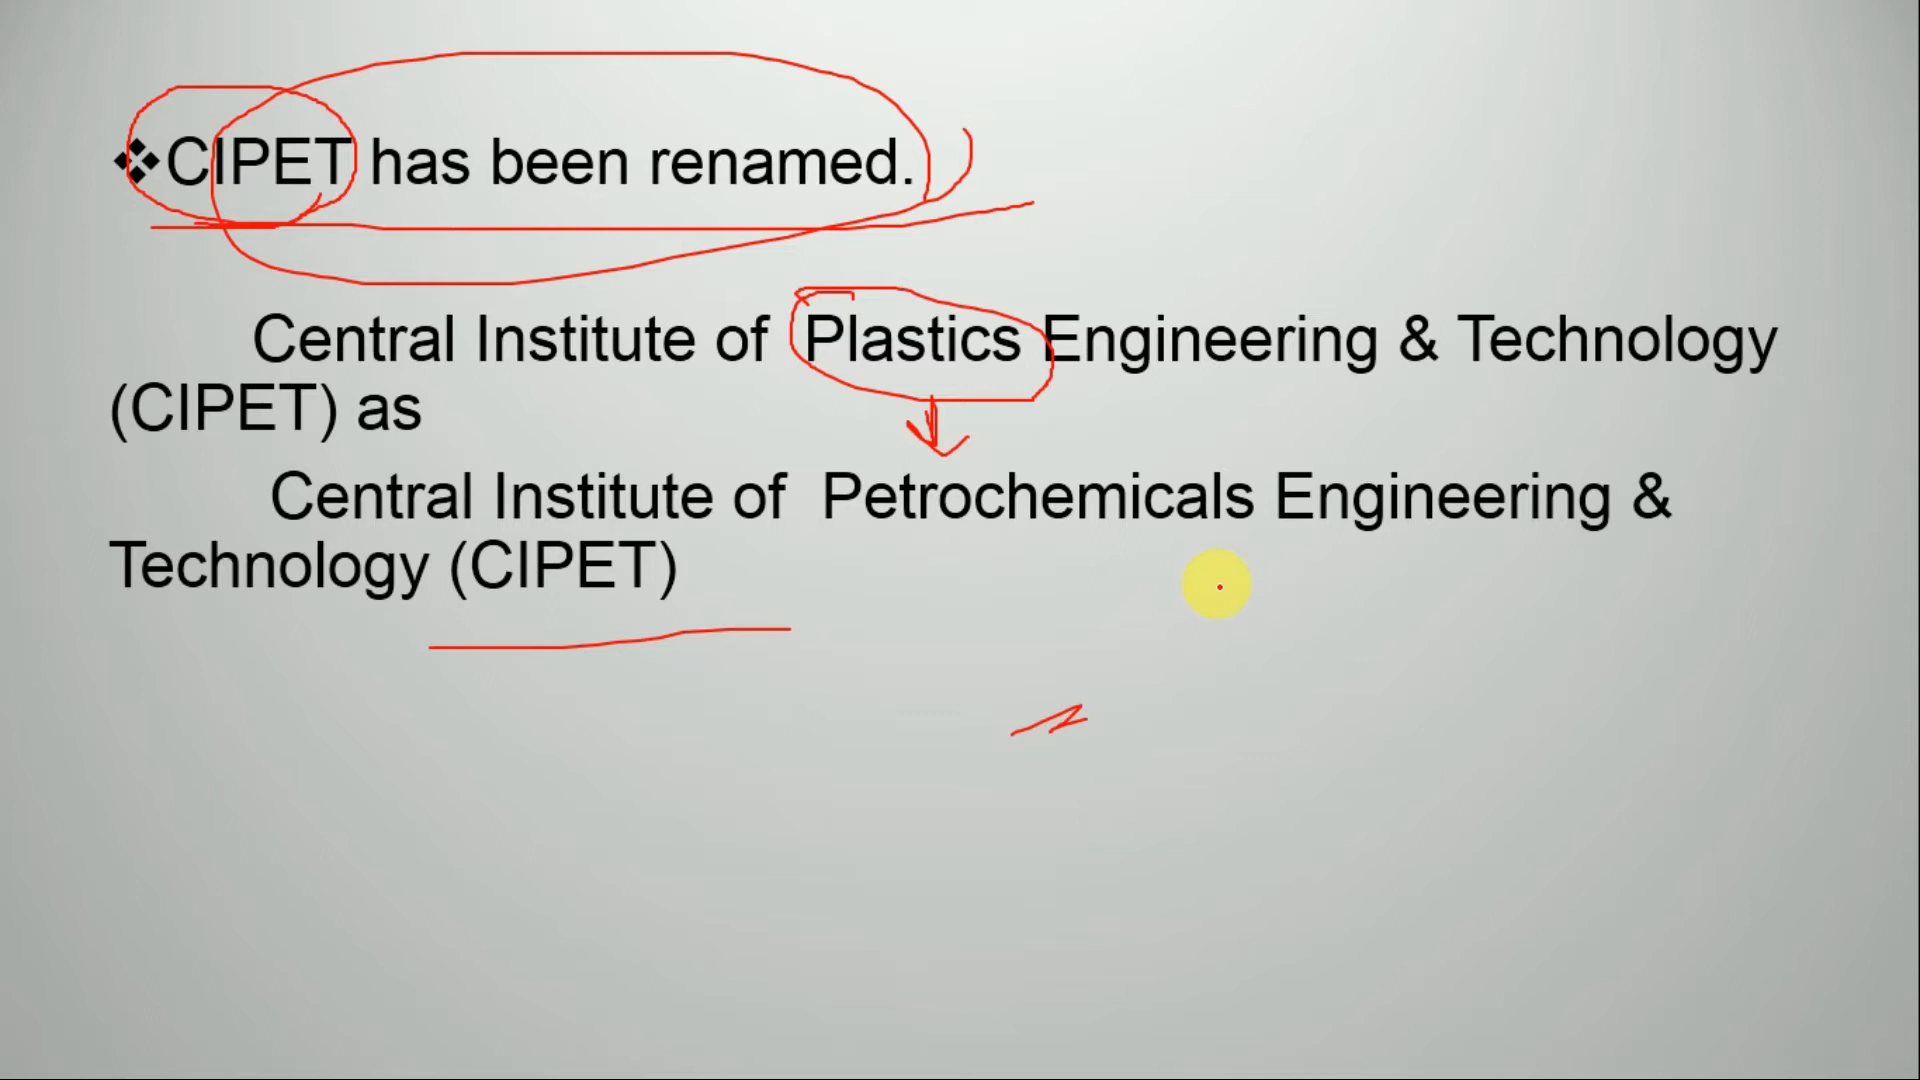 ❖CIPET has been renamed.
Central Institute of Plastics Engineering & Technology
(CIPET) as
Central Institute of Petrochemicals Engineering &
Technology (CIPET)